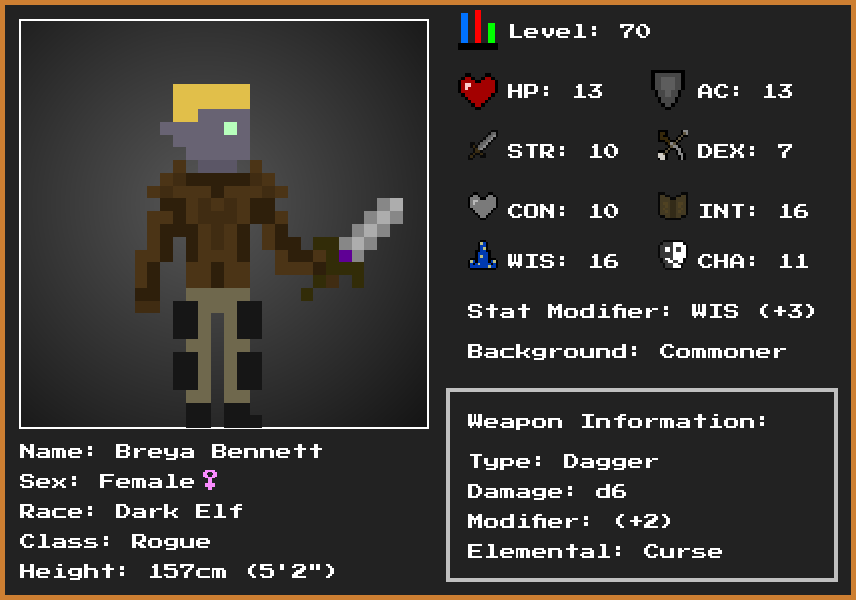 Level: 70
HP: 13
AC: 13
STR: 10
DEX: 7
CON: 10
INT: 16
WIS: 16
CHA: 11
Stat Modifier: WIS (+3)
Background: Commoner
Weapon Information:
Type: Dagger
Damage: d6
Modifier: (+2)
Elemental: Curse
Name: Breya Bennett
Sex: Female♀
Race: Dark Elf
Class: Rogue
Height: 157cm (5'2")